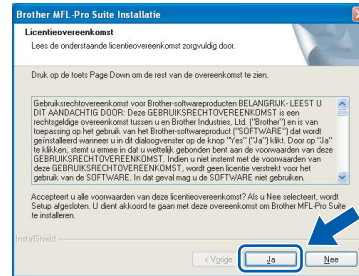 Brother MFL-Pro Suite Installatie
Licentieovereenkomst
Lees de onderstaande licentieovereenkomst zorgvuldig door.
Druk op de toets Page Down om de rest van de overeenkomst te zien.
Gebruiksrechtovereenkomst voor Brother-softwareproducten BELANGRIJK- LEEST U
DIT AANDACHTIG DOOR: Deze GEBRUIKSRECHTOVEREENKOMST is een
rechtsgeldige overeenkomst tussen u en Brother Industries, Ltd. ("Brother") en is van
toepassing op het gebruik van het Brother-softwareproduct ("SOFTWARE") dat wordt
geïnstalleerd wanneer u in dit dialoogvenster op de knop "Yes" ("Ja") klikt. Door op "Ja"
te klikken, stemt u ermee in dat u wettelijk gebonden bent aan de voorwaarden van deze
GEBRUIKSRECHTOVEREENKOMST. Indien u niet instemt met de voorwaarden van
deze GEBRUIKSRECHTOVEREENKOMST, wordt geen licentie verstrekt voor het
gebruik van de SOFTWARE. In dat geval mag u de SOFTWARE niet gebruiken.
Accepteert u alle voorwaarden van deze licentieovereenkomst? Als u Nee selecteert, wordt
Setup afgesloten. U dient akkoord te gaan met deze overeenkomst om Brother MFL-Pro Suite
te installeren.
InstallShield
< Vorige Ja Nee